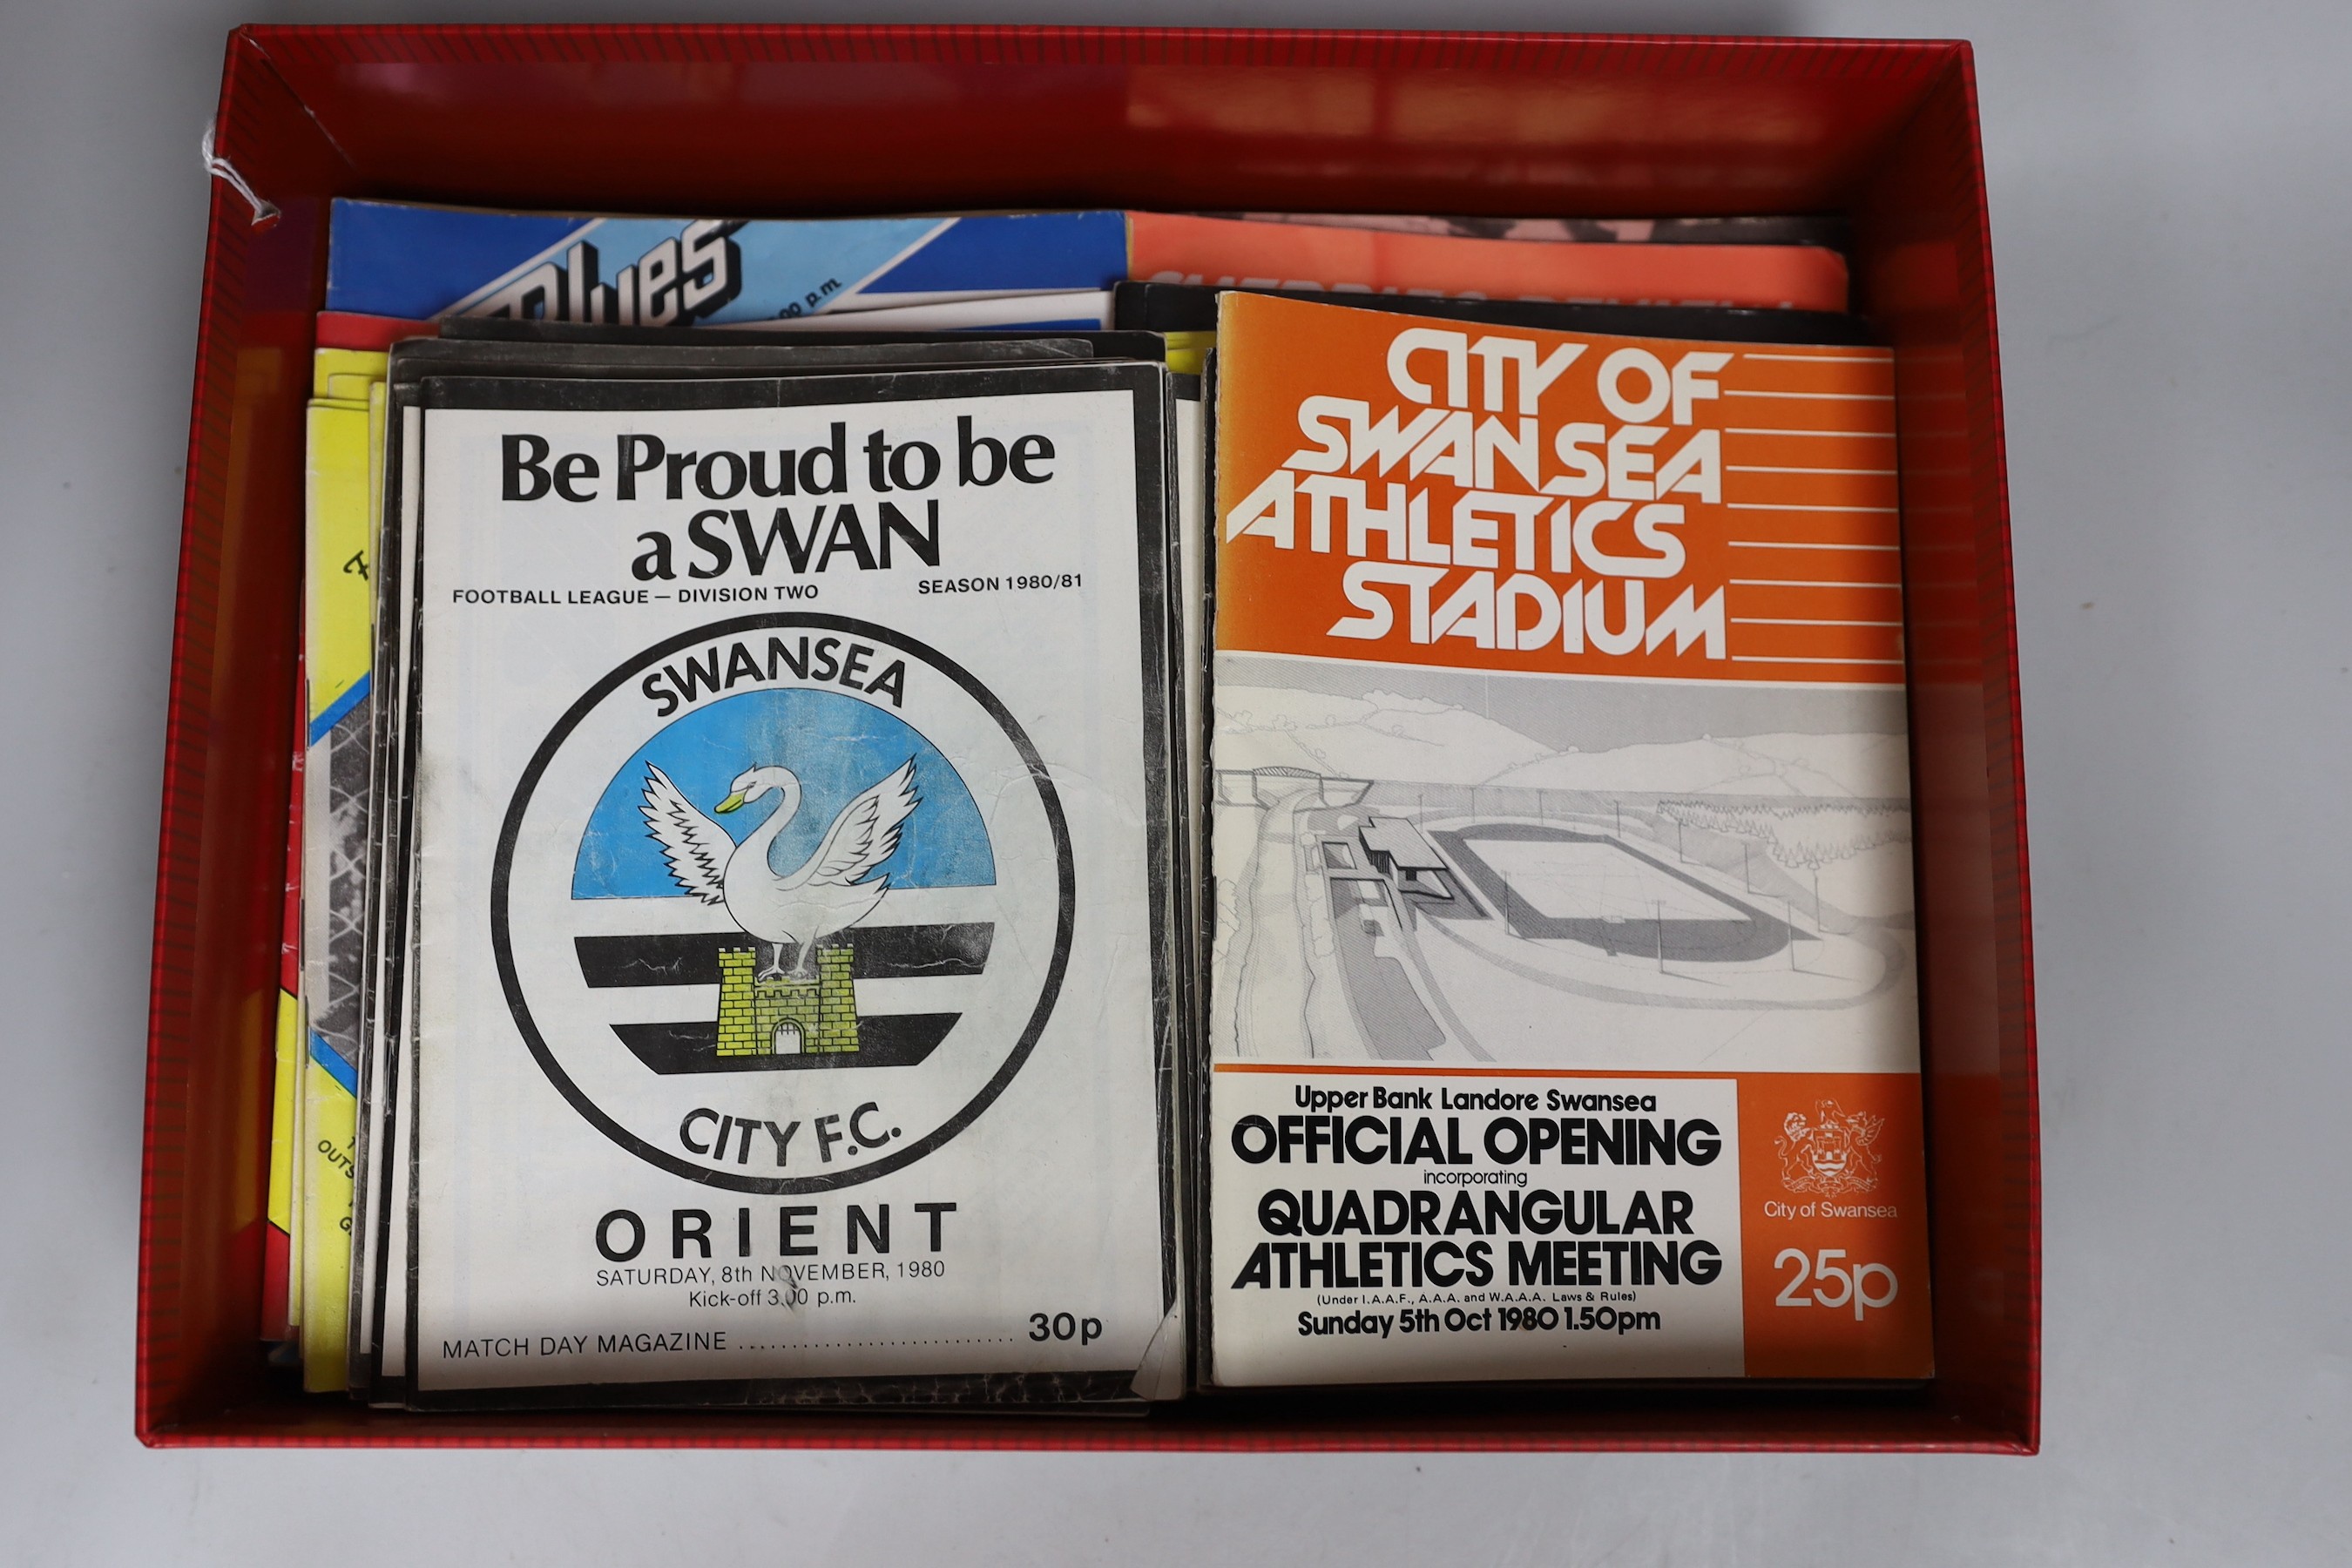 Blues
Be Proud to be
a SWAN
FOOTBALL LEAGUE — DIVISION TWO
SEASON 1980/81
SWANSEA
CITY F.C.
ORIENT
SATURDAY, 8th NOVEMBER, 1980
Kick-off 3.00 p.m.
MATCH DAY MAGAZINE
30p
CITY OF
SWANSEA
ATHLETICS
STADIUM
Upper Bank Landore Swansea
OFFICIAL OPENING
incorporating
QUADRANGULAR
ATHLETICS MEETING
(Under I.A.A.F., A.A.A. and W.A.A.A. Laws & Rules)
Sunday 5th Oct 1980 1.50pm
City of Swansea
25p